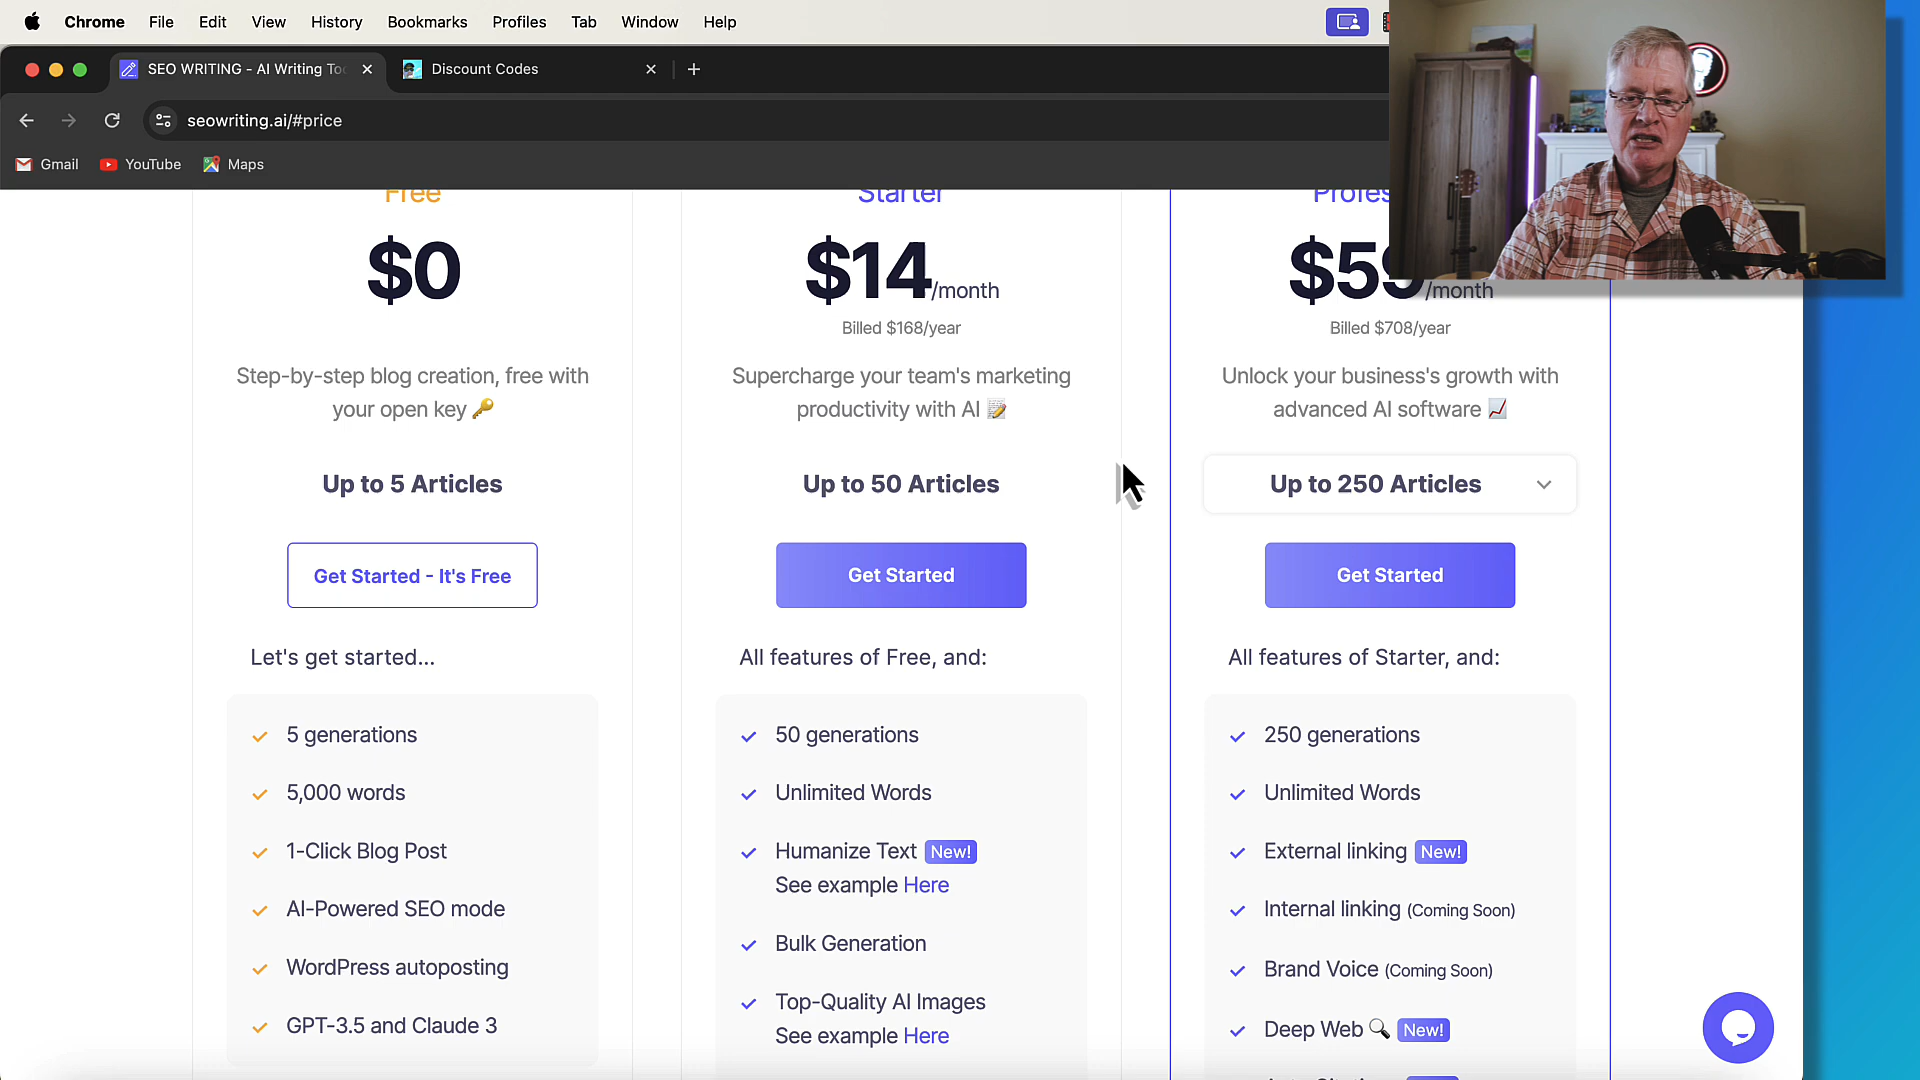 Chrome File Edit View History Bookmarks Profiles Tab Window Help
SEO WRITING - AI Writing To
Discount Codes
seowriting.ai/#price
Gmail YouTube Maps
Free
$0
Step-by-step blog creation, free with
your open key
Up to 5 Articles
Get Started - It's Free
Let's get started...
5 generations
5,000 words
1-Click Blog Post
AI-Powered SEO mode
WordPress autoposting
GPT-3.5 and Claude 3
Starter
$14/month
Billed $168/year
Supercharge your team's marketing
productivity with AI
Up to 50 Articles
Get Started
All features of Free, and:
50 generations
Unlimited Words
Humanize Text New!
See example Here
Bulk Generation
Top-Quality AI Images
See example Here
Profes
$59/month
Billed $708/year
Unlock your business's growth with
advanced AI software
Up to 250 Articles
Get Started
All features of Starter, and:
250 generations
Unlimited Words
External linking New!
Internal linking (Coming Soon)
Brand Voice (Coming Soon)
Deep Web New!